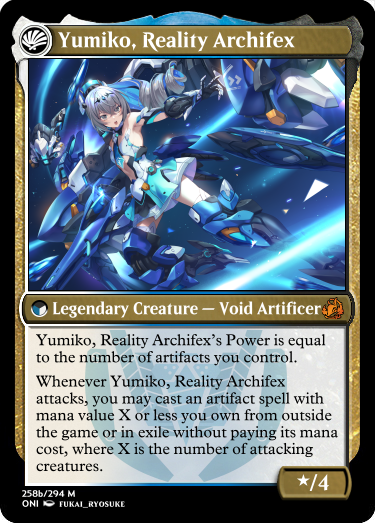 Yumiko, Reality Archifex
Legendary Creature — Void Artificer
Yumiko, Reality Archifex's Power is equal
to the number of artifacts you control.
Whenever Yumiko, Reality Archifex
attacks, you may cast an artifact spell with
mana value X or less you own from outside
the game or in exile without paying its mana
cost, where X is the number of attacking
creatures.
*/4
258b/294 M
ONI FUKAI_RYOSUKE